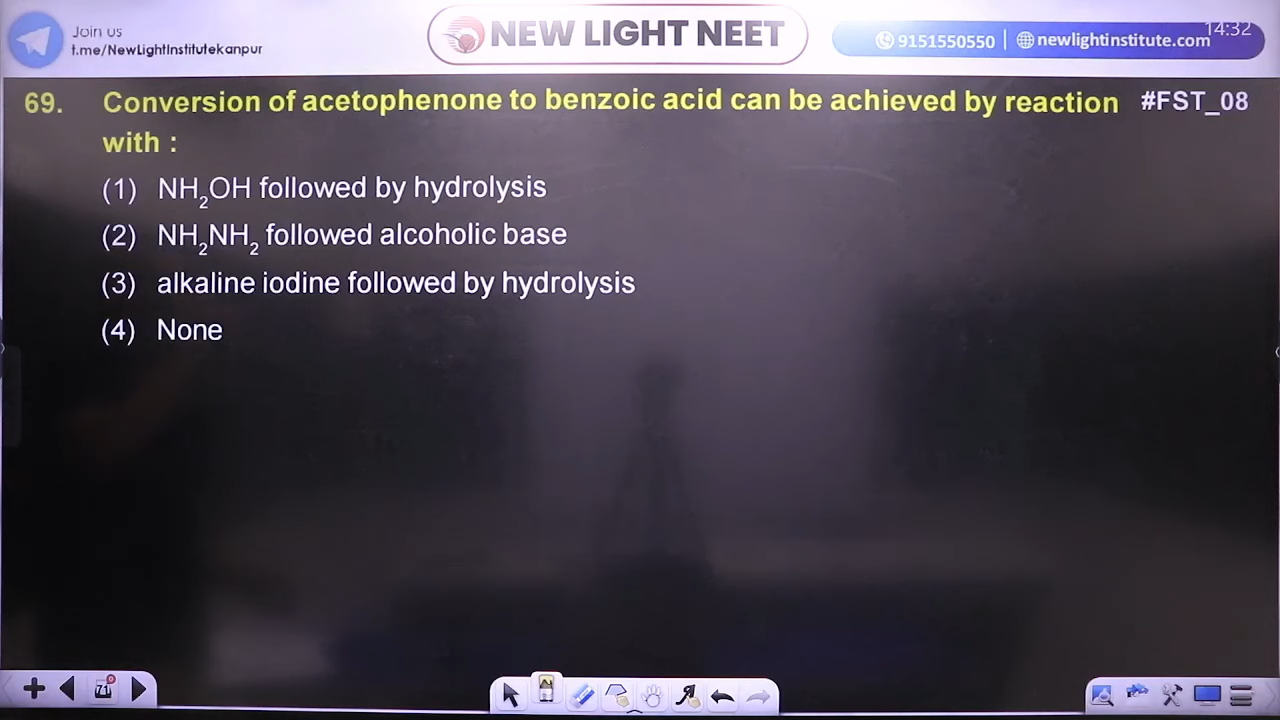 Join us
t.me/NewLightInstitutekanpur
NEW LIGHT NEET
9151550550 | newlightinstitute.com
14:32
69. Conversion of acetophenone to benzoic acid can be achieved by reaction #FST_08
with :
(1) NH₂OH followed by hydrolysis
(2) NH₂NH₂ followed alcoholic base
(3) alkaline iodine followed by hydrolysis
(4) None
71